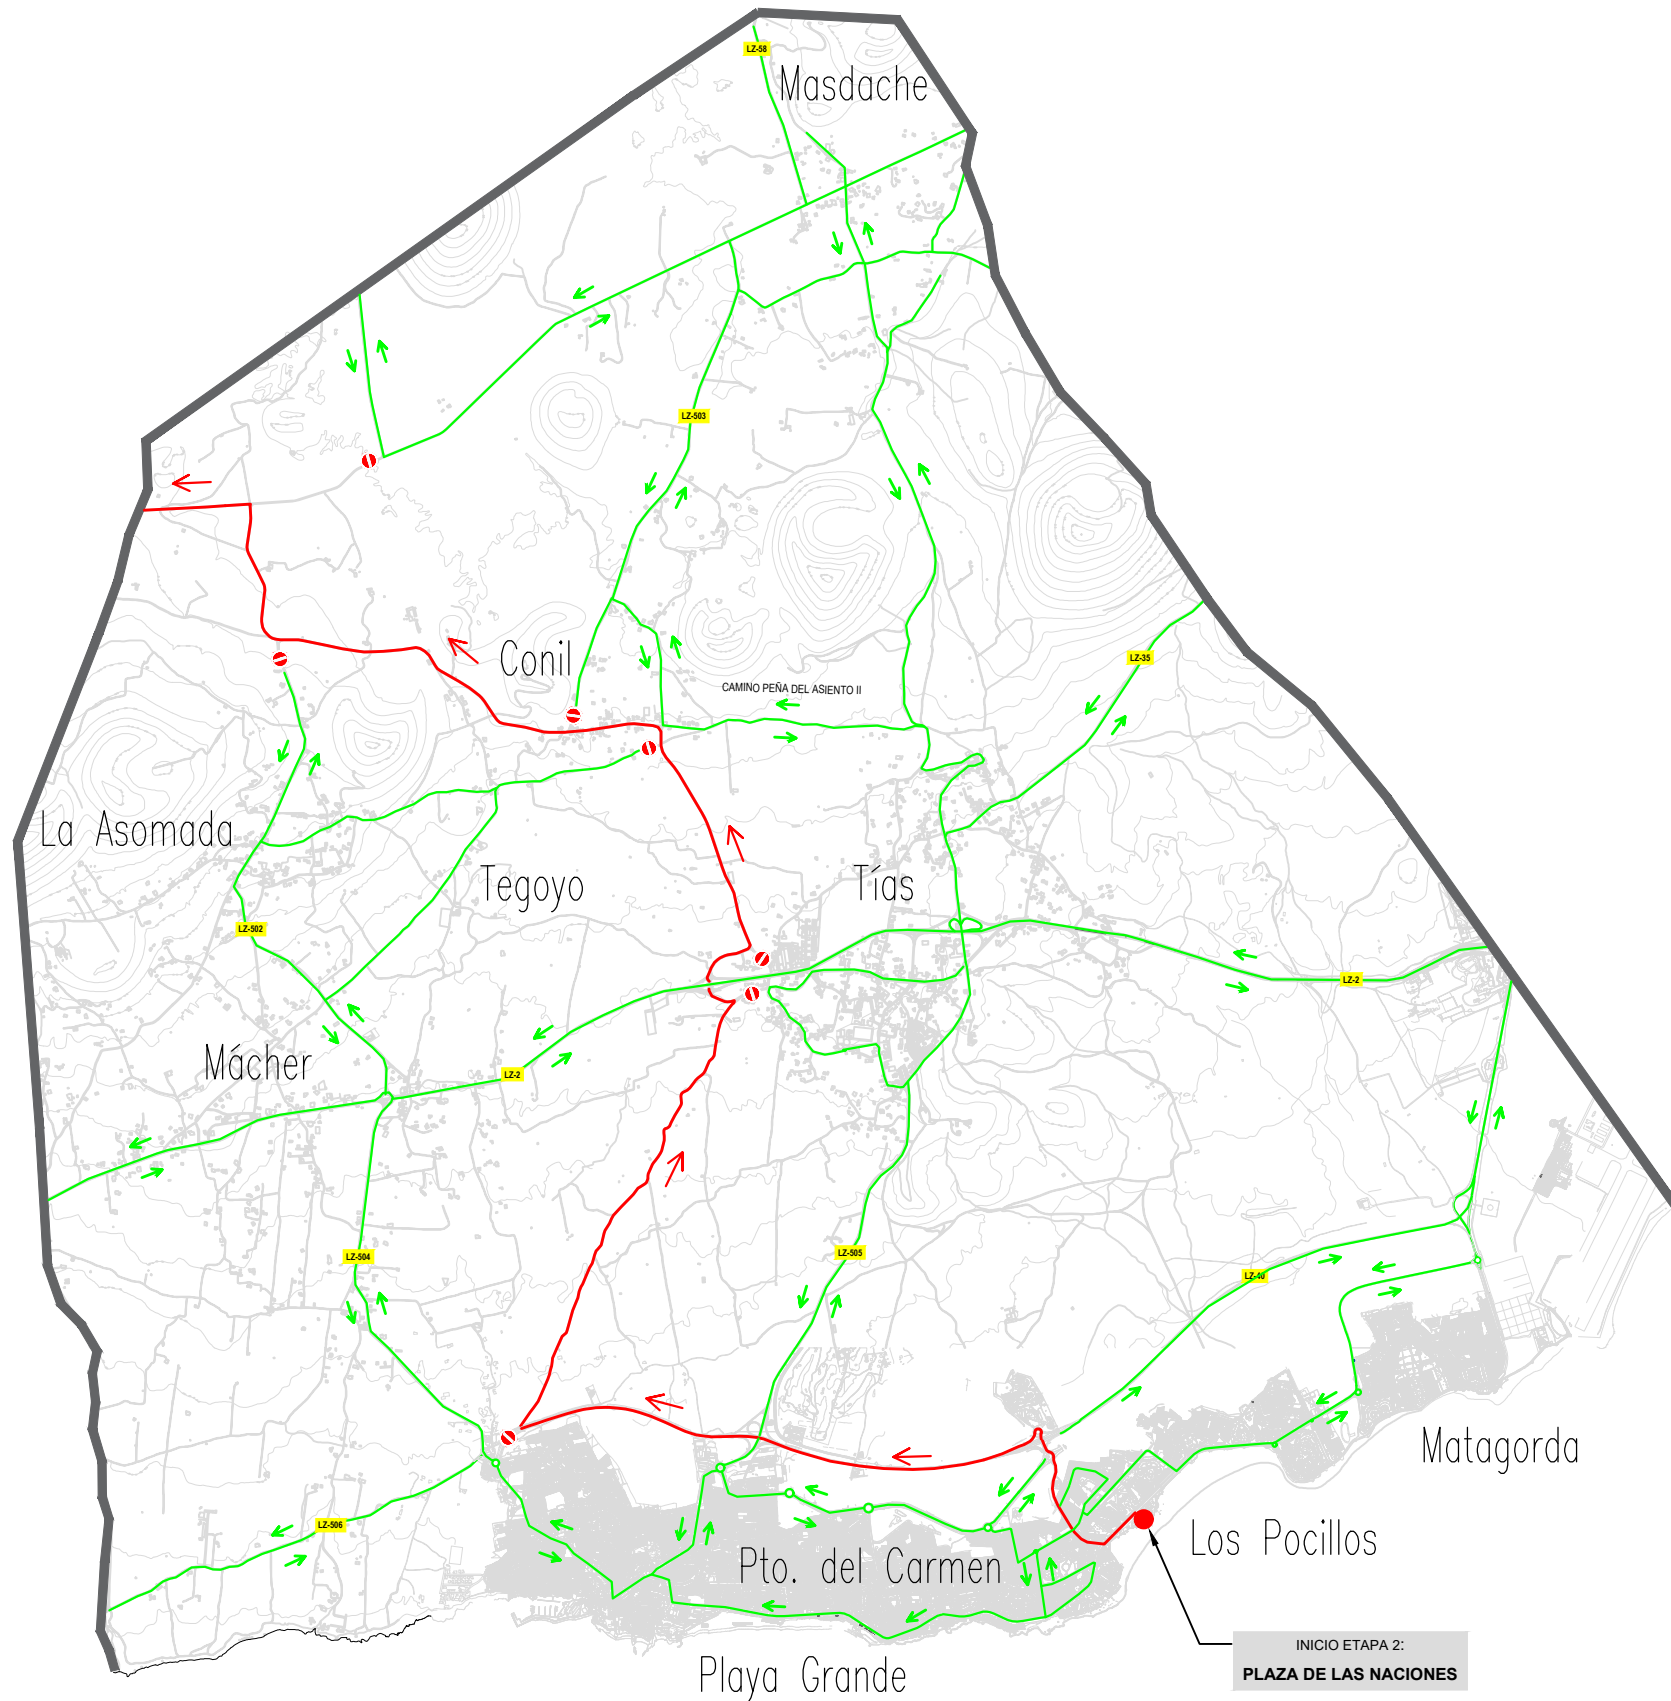 LZ-58
Masdache
LZ-503
Conil
LZ-35
CAMINO PEÑA DEL ASIENTO II
La Asomada
Tegoyo
Tías
LZ-502
LZ-2
Mácher
LZ-2
LZ-504
LZ-505
LZ-40
Matagorda
LZ-506
Los Pocillos
Pto. del Carmen
INICIO ETAPA 2:
PLAZA DE LAS NACIONES
Playa Grande